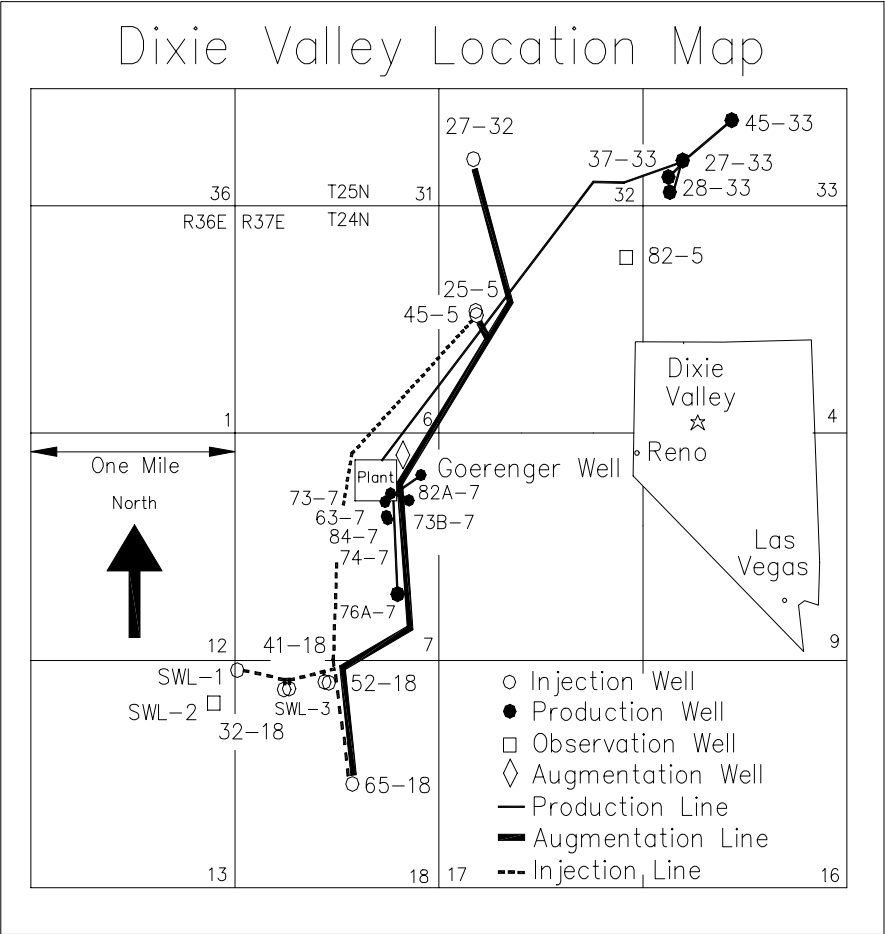 Dixie Valley Location Map
27-32
45-33
37-33
27-33
28-33
36
T25N
31
32
33
R36E
R37E
T24N
82-5
25-5
45-5
Dixie
Valley
1
6
4
Reno
One Mile
Plant
Goerenger Well
North
73-7
82A-7
63-7
73B-7
84-7
74-7
Las
Vegas
76A-7
12
41-18
7
9
SWL-1
52-18
SWL-2
SWL-3
32-18
65-18
Injection Well
Production Well
Observation Well
Augmentation Well
Production Line
Augmentation Line
Injection Line
13
18
17
16